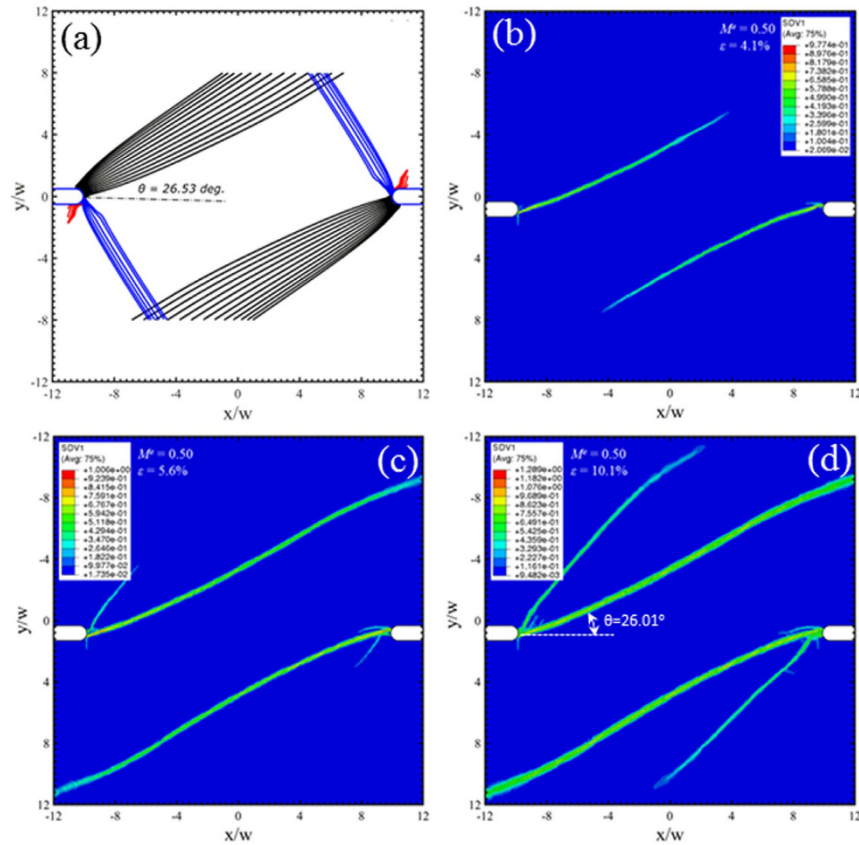 (a)
-12
-8
-4
0
4
-8
12
y/w
θ = 26.53 deg.
-12 -8 -4 0 4 8 12
x/w
(b)
SDV1
(Avg: 75%)
+9.774e-01
+8.976e-01
+8.179e-01
+7.382e-01
+6.585e-01
+5.788e-01
+4.990e-01
+4.193e-01
+3.396e-01
+2.599e-01
+1.801e-01
+1.004e-01
+2.069e-02
Mᵉ = 0.50
ε = 4.1%
-12
-8
-4
0
4
8
12
y/w
-12 -8 -4 0 4 8 12
x/w
(c)
SDV1
(Avg: 75%)
+1.006e+00
+9.239e-01
+8.415e-01
+7.591e-01
+6.767e-01
+5.942e-01
+5.118e-01
+4.294e-01
+3.470e-01
+2.646e-01
+1.822e-01
+9.977e-02
+1.735e-02
Mᵉ = 0.50
ε = 5.6%
-12
-8
-4
0
4
8
12
y/w
-12 -8 -4 0 4 8 12
x/w
(d)
SDV1
(Avg: 75%)
+1.289e+00
+1.182e+00
+1.076e+00
+9.689e-01
+8.623e-01
+7.557e-01
+6.491e-01
+5.425e-01
+4.359e-01
+3.293e-01
+2.227e-01
+1.161e-01
+9.482e-03
Mᵉ = 0.50
ε = 10.1%
θ=26.01°
-12
-8
-4
0
4
8
12
y/w
-12 -8 -4 0 4 8 12
x/w